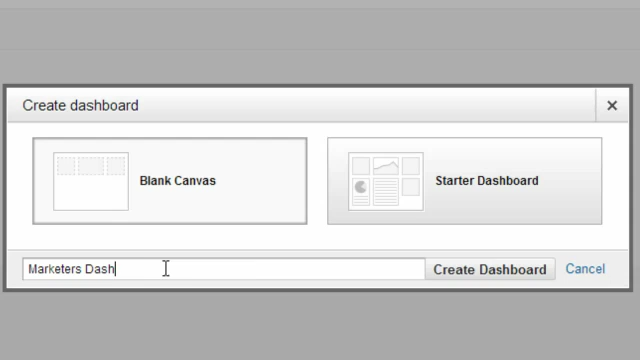 Create dashboard
Blank Canvas
Starter Dashboard
Marketers Dash
Create Dashboard
Cancel